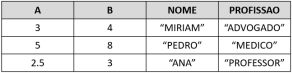 A B NOME PROFISSAO
3 4 “MIRIAM” “ADVOGADO”
5 8 “PEDRO” “MEDICO”
2.5 3 “ANA” “PROFESSOR”